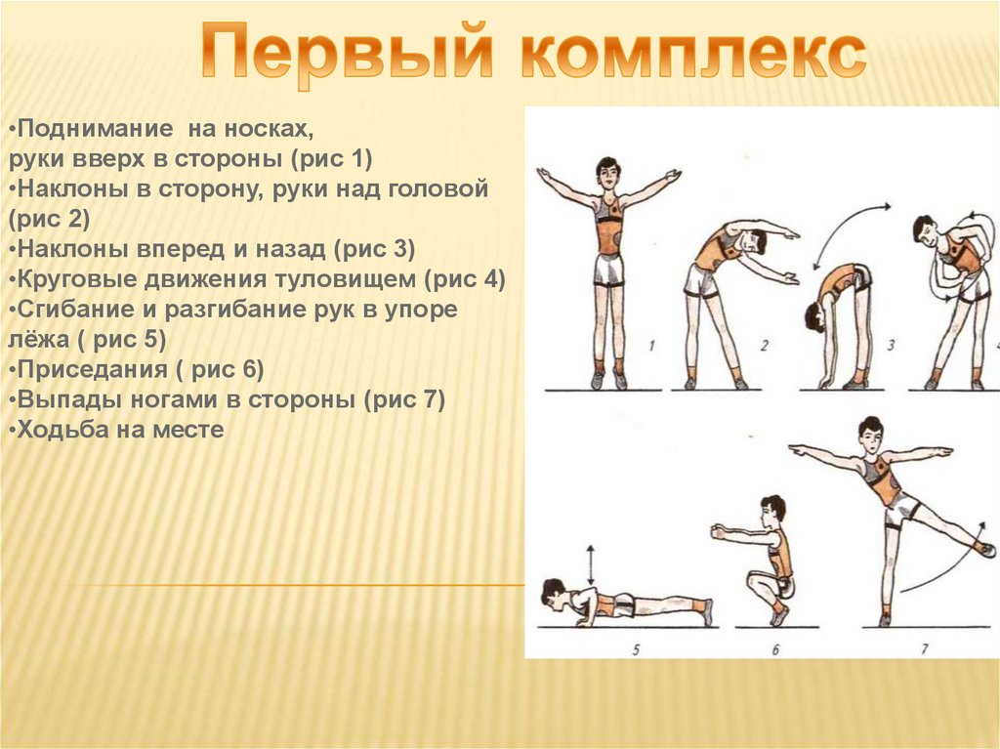 Первый комплекс
•Поднимание на носках,
руки вверх в стороны (рис 1)
•Наклоны в сторону, руки над головой
(рис 2)
•Наклоны вперед и назад (рис 3)
•Круговые движения туловищем (рис 4)
•Сгибание и разгибание рук в упоре
лёжа ( рис 5)
•Приседания ( рис 6)
•Выпады ногами в стороны (рис 7)
•Ходьба на месте
1 2 3 4
5 6 7